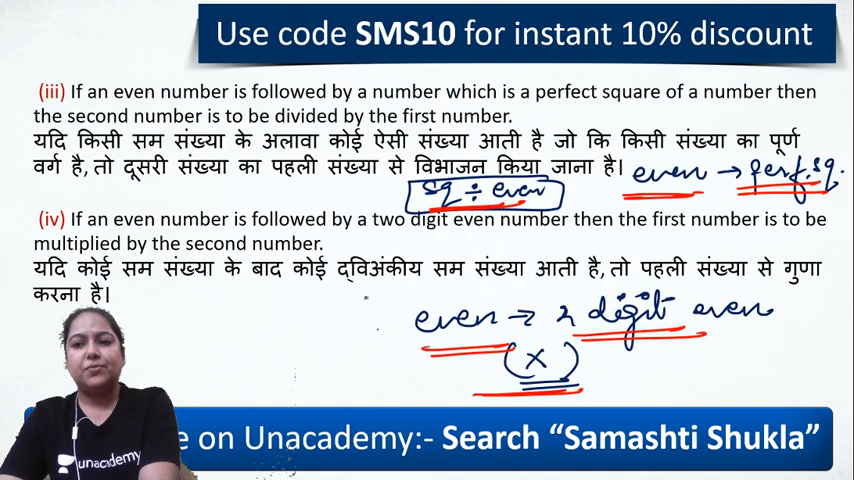 Use code SMS10 for instant 10% discount
(iii) If an even number is followed by a number which is a perfect square of a number then
the second number is to be divided by the first number.
यदि किसी सम संख्या के अलावा कोई ऐसी संख्या आती है जो कि किसी संख्या का पूर्ण
वर्ग है, तो दूसरी संख्या का पहली संख्या से विभाजन किया जाना है।
even → perf. sq.
sq ÷ even
(iv) If an even number is followed by a two digit even number then the first number is to be
multiplied by the second number.
यदि कोई सम संख्या के बाद कोई द्विअंकीय सम संख्या आती है, तो पहली संख्या से गुणा
करना है।
even → 2 digit even
(×)
e on Unacademy:- Search “Samashti Shukla”
unacademy